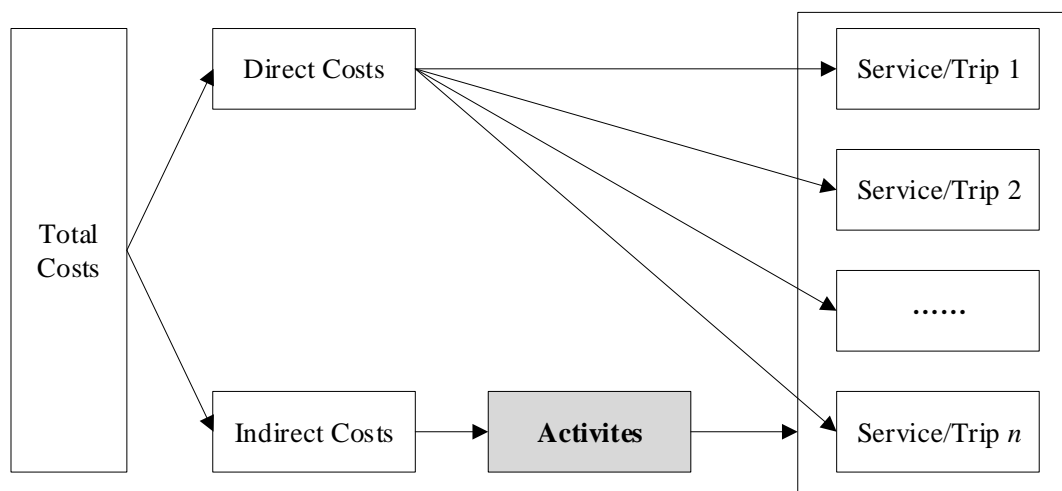 Total
Costs
Direct Costs
Indirect Costs
Activites
Service/Trip 1
Service/Trip 2
......
Service/Trip n